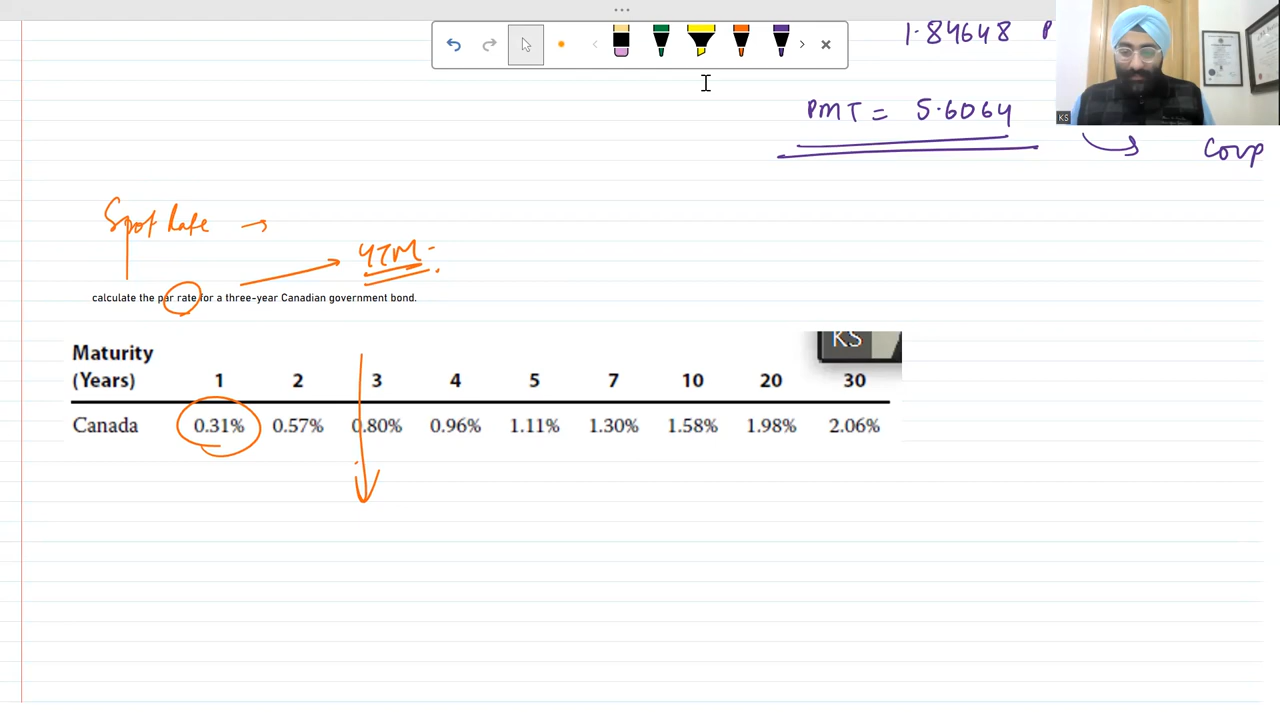 1.84648 P
PMT = 5.6064
KS
Coup
Spot Rate →
YTM
calculate the par rate for a three-year Canadian government bond.
KS
Maturity
(Years) 1 2 3 4 5 7 10 20 30
Canada 0.31% 0.57% 0.80% 0.96% 1.11% 1.30% 1.58% 1.98% 2.06%